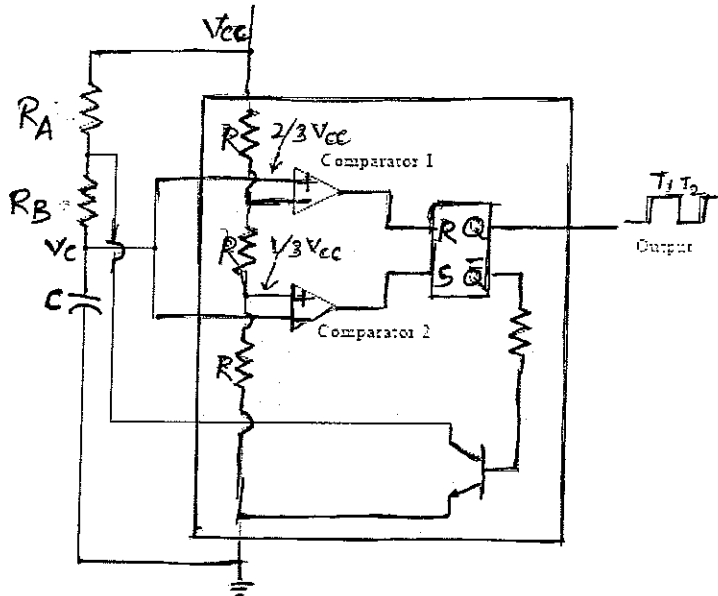 Vcc
RA
R
2/3 Vcc
Comparator 1
T1 T2
RB
R Q
Output
Vc
R
1/3 Vcc
S Q̅
C
Comparator 2
R